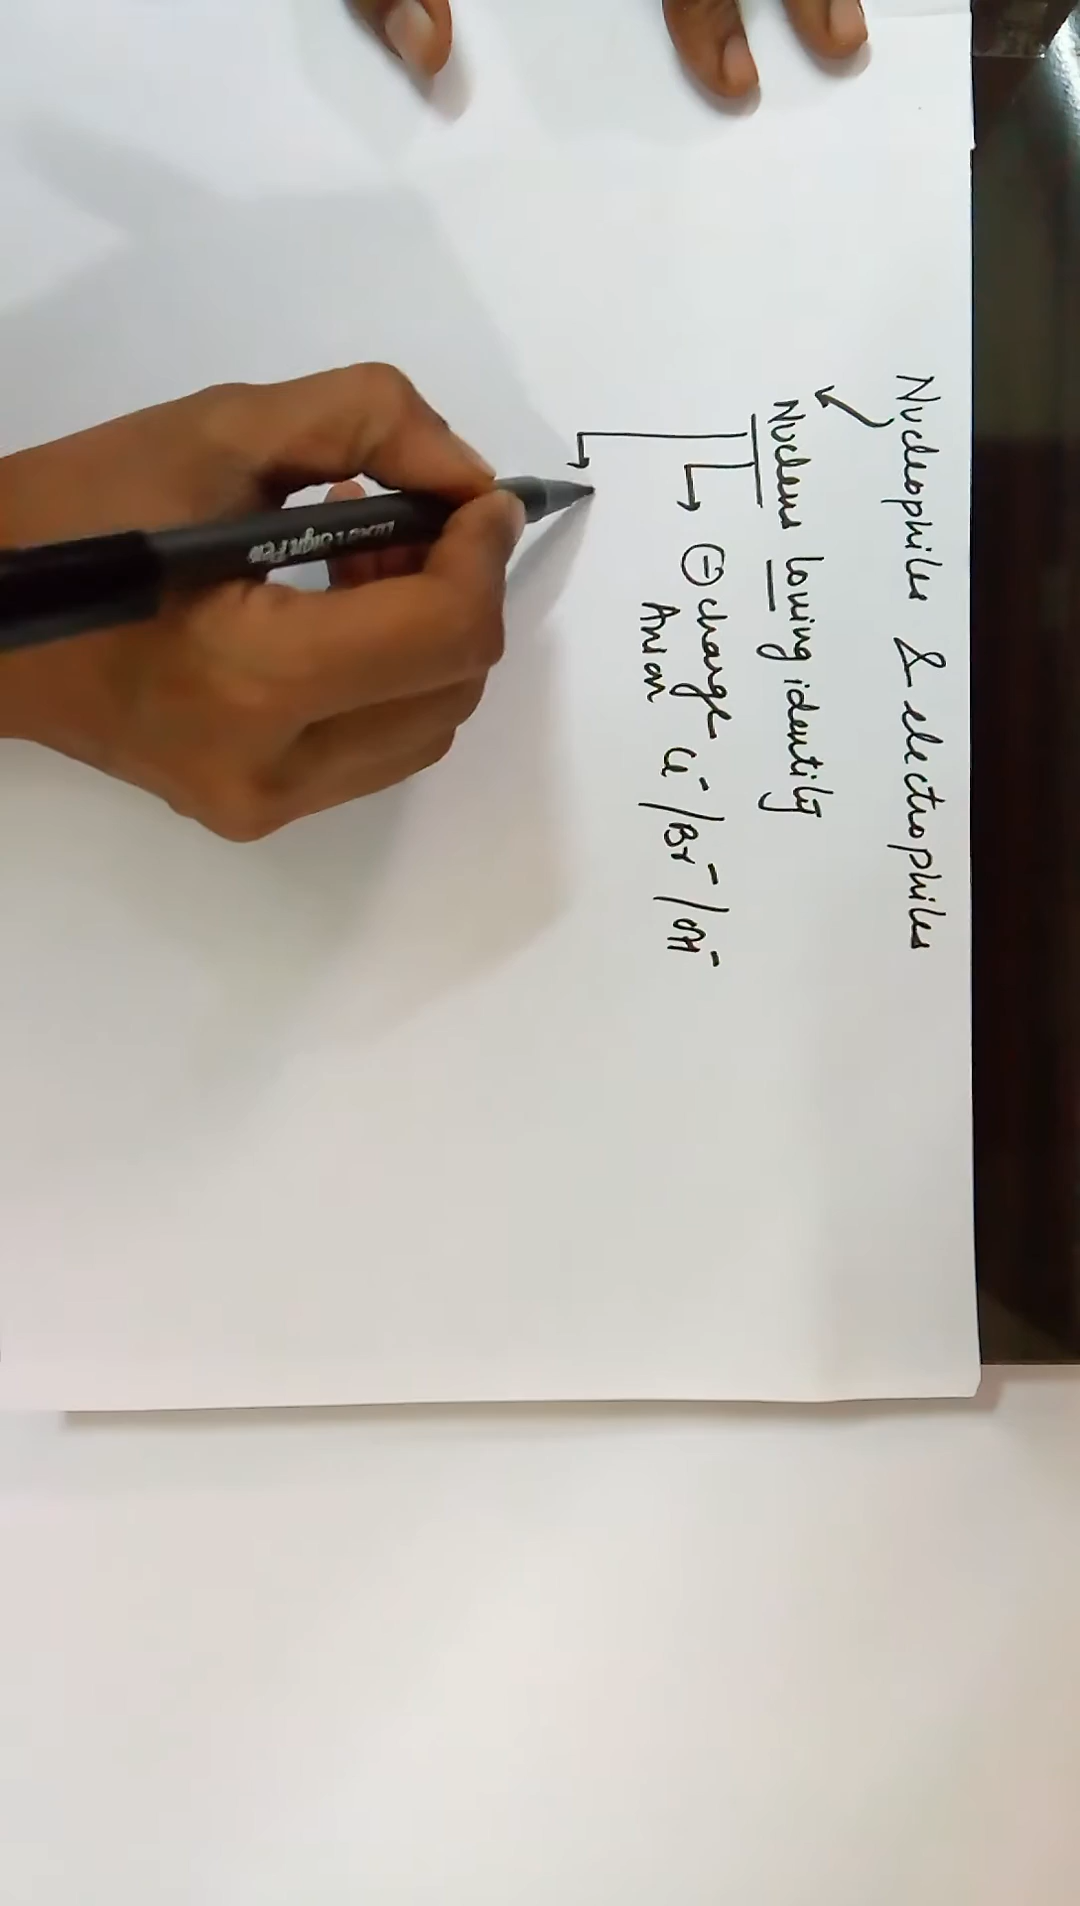 Nucleophiles & electrophiles
Nucleus loving identity
⊖ charge Cl⁻/Br⁻/OH⁻
Anion